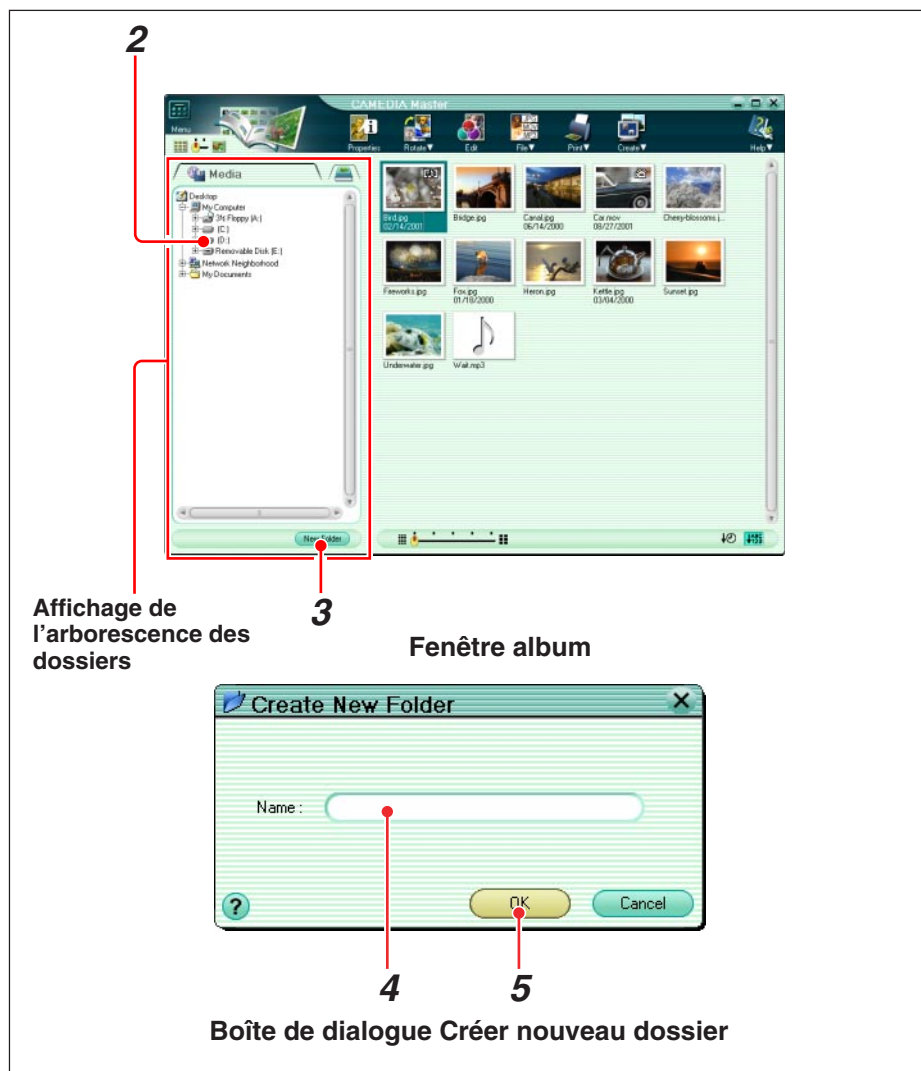 2
CAMEDIA Master
Menu
Properties Rotate▼ Edit File▼ Print▼ Create▼ Help▼
Media
Desktop
My Computer
3½ Floppy (A:)
(C:)
(D:)
Removable Disk (E:)
Network Neighborhood
My Documents
Bird.jpg
02/14/2001
Bridge.jpg
Canal.jpg
06/14/2000
Car.mov
08/27/2001
Cherry-blossoms.j...
Fireworks.jpg
Fox.jpg
01/18/2000
Heron.jpg
Kettle.jpg
03/04/2000
Sunset.jpg
Underwater.jpg
Wait.mp3
New Folder
3
Affichage de
l'arborescence des
dossiers
Fenêtre album
Create New Folder
Name :
?
OK
Cancel
4
5
Boîte de dialogue Créer nouveau dossier